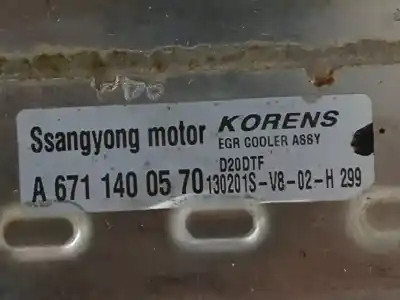 Ssangyong motor KORENS
EGR COOLER ASSY
D20DTF
A 671 140 05 70 130201S-V8-02-H 299